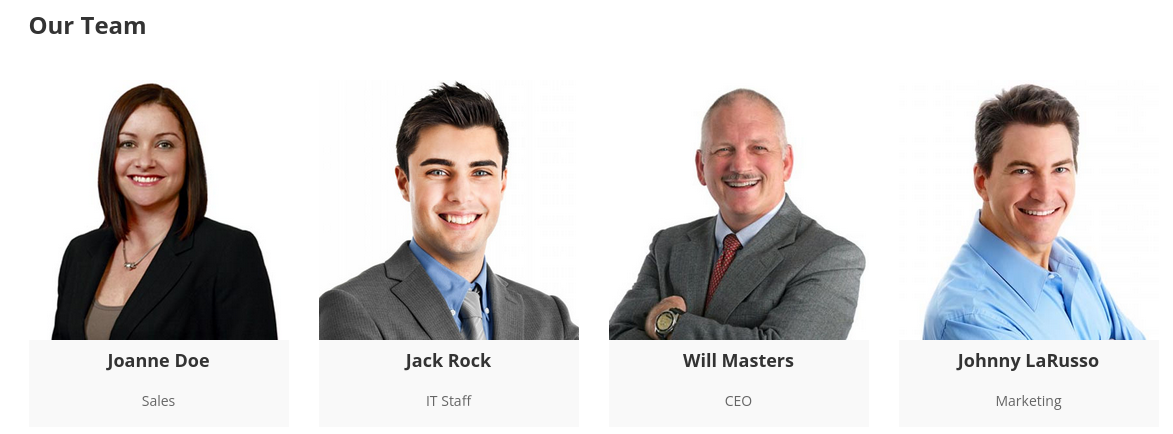 Our Team
Joanne Doe
Jack Rock
Will Masters
Johnny LaRusso
Sales
IT Staff
CEO
Marketing